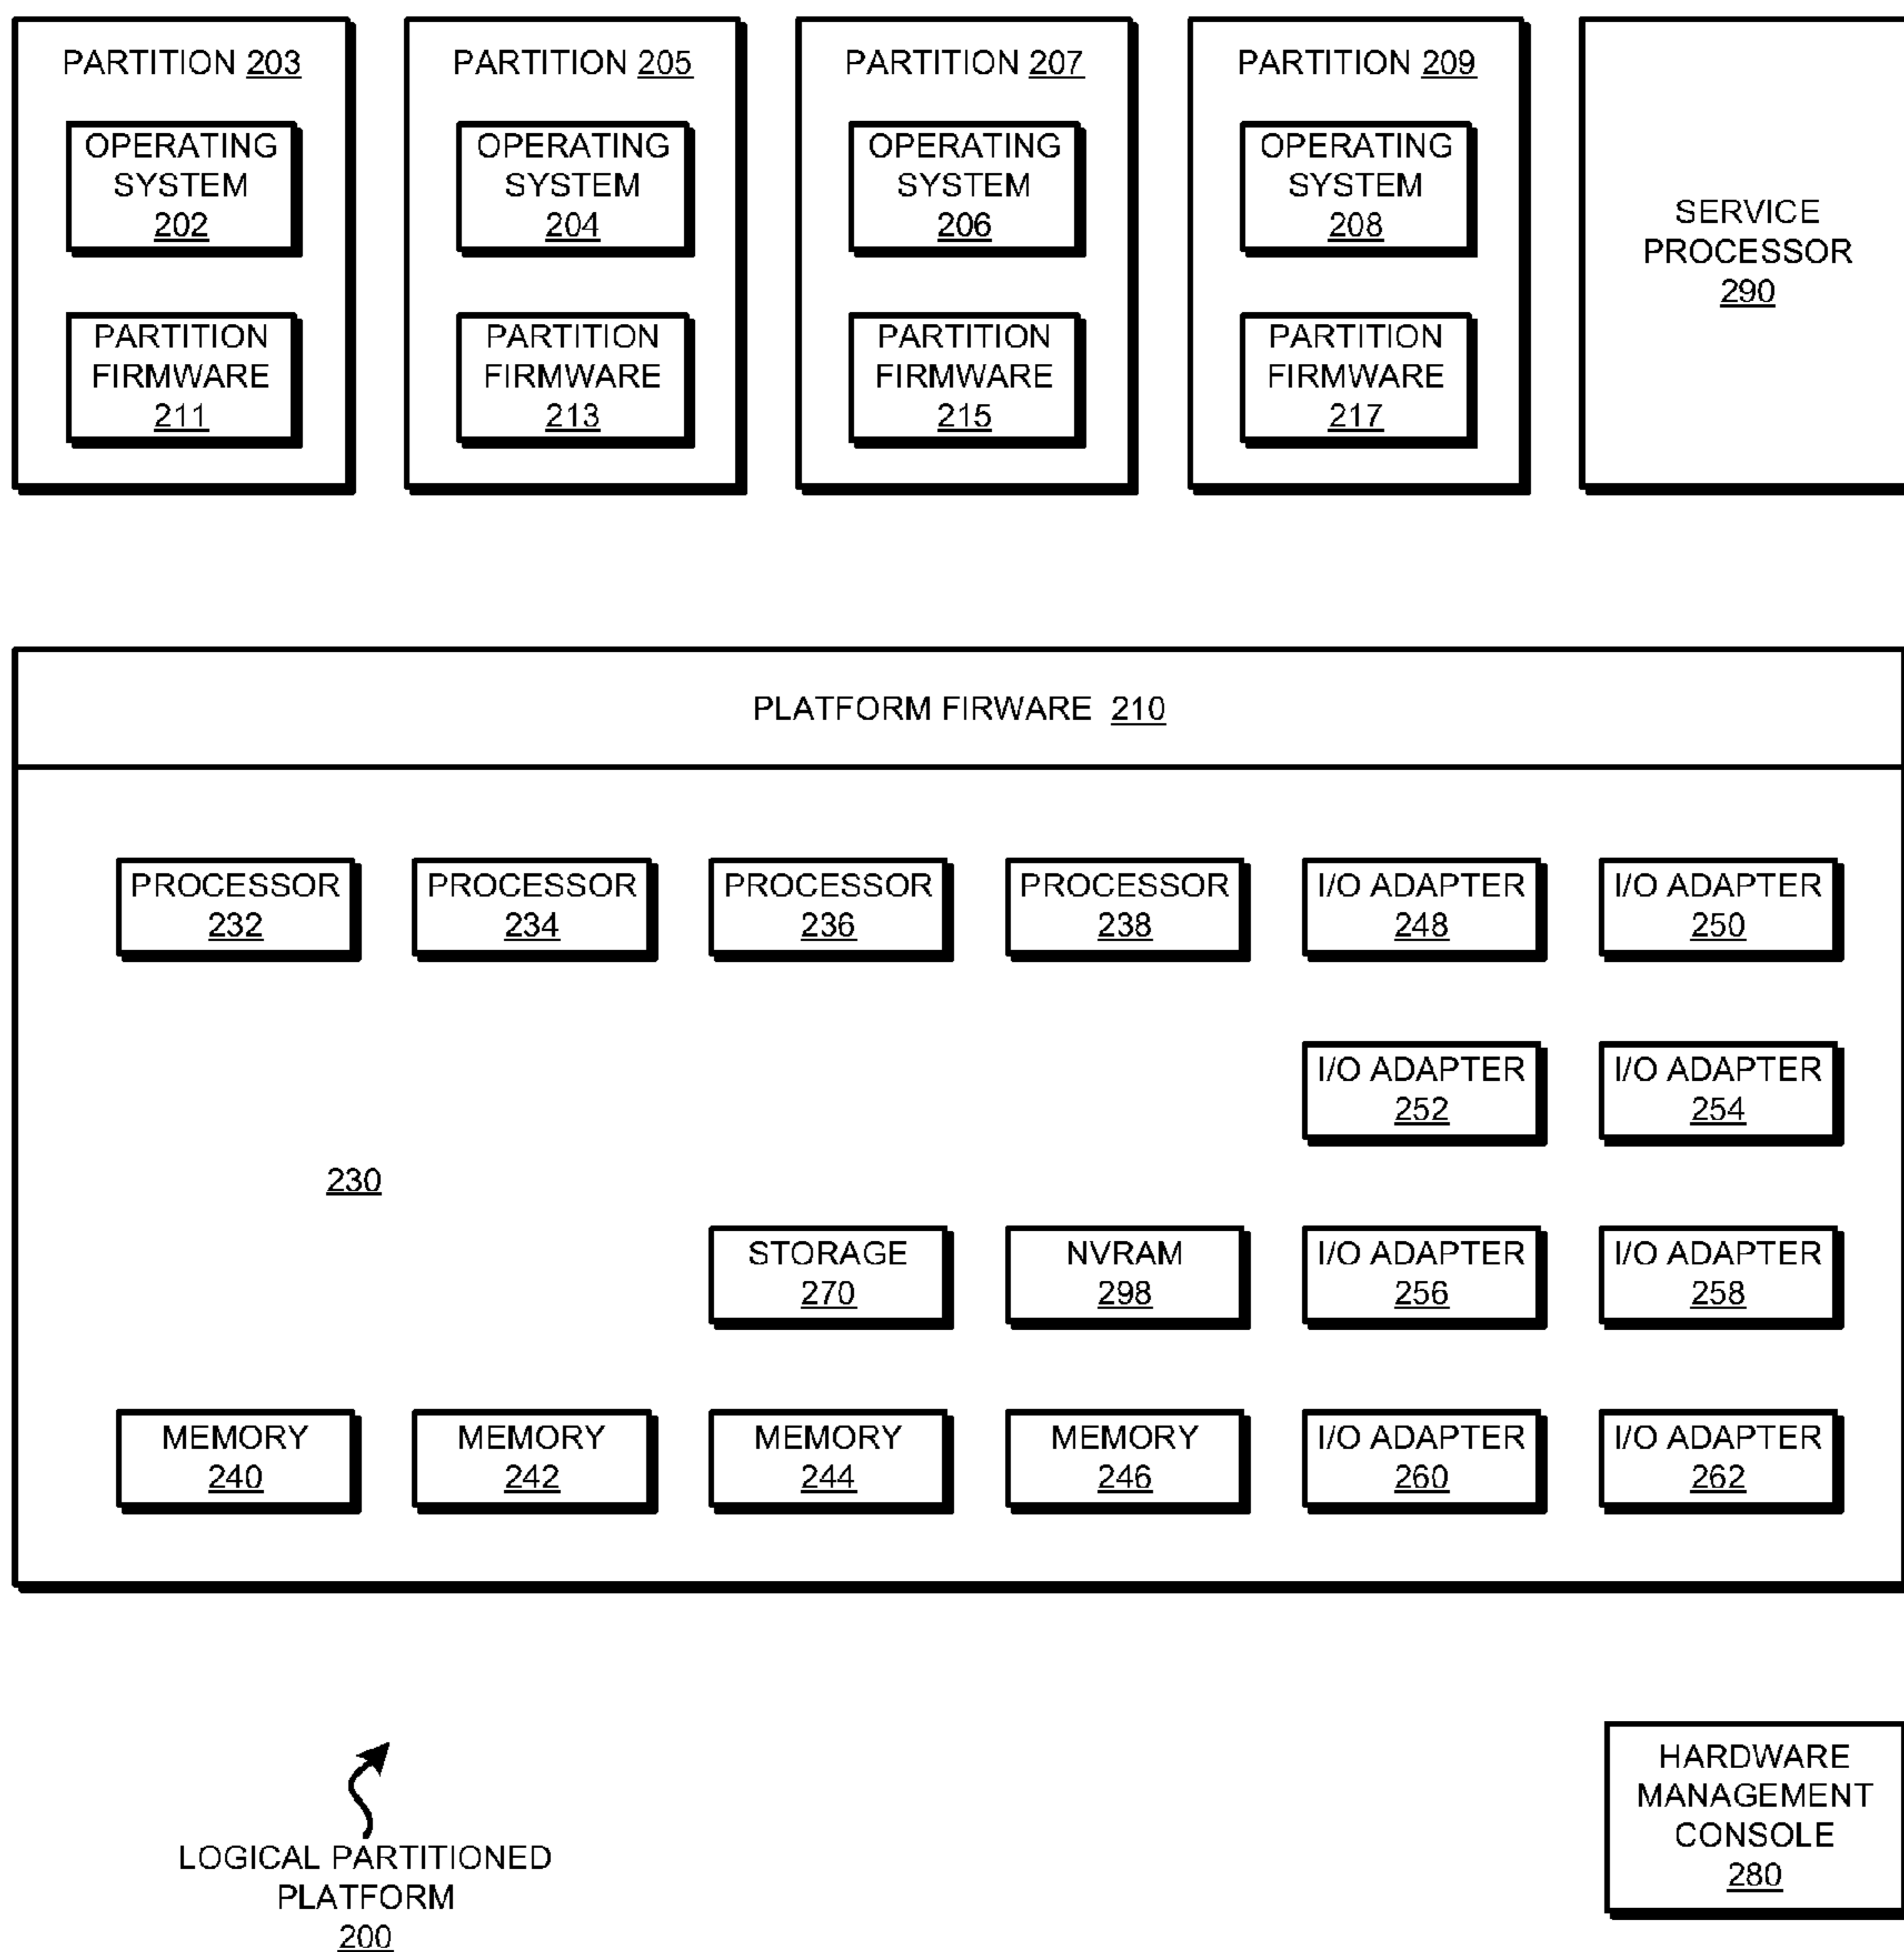 PARTITION 203
OPERATING
SYSTEM
202
PARTITION
FIRMWARE
211
PARTITION 205
OPERATING
SYSTEM
204
PARTITION
FIRMWARE
213
PARTITION 207
OPERATING
SYSTEM
206
PARTITION
FIRMWARE
215
PARTITION 209
OPERATING
SYSTEM
208
PARTITION
FIRMWARE
217
SERVICE
PROCESSOR
290
PLATFORM FIRWARE 210
PROCESSOR
232
PROCESSOR
234
PROCESSOR
236
PROCESSOR
238
I/O ADAPTER
248
I/O ADAPTER
250
I/O ADAPTER
252
I/O ADAPTER
254
230
STORAGE
270
NVRAM
298
I/O ADAPTER
256
I/O ADAPTER
258
MEMORY
240
MEMORY
242
MEMORY
244
MEMORY
246
I/O ADAPTER
260
I/O ADAPTER
262
LOGICAL PARTITIONED
PLATFORM
200
HARDWARE
MANAGEMENT
CONSOLE
280